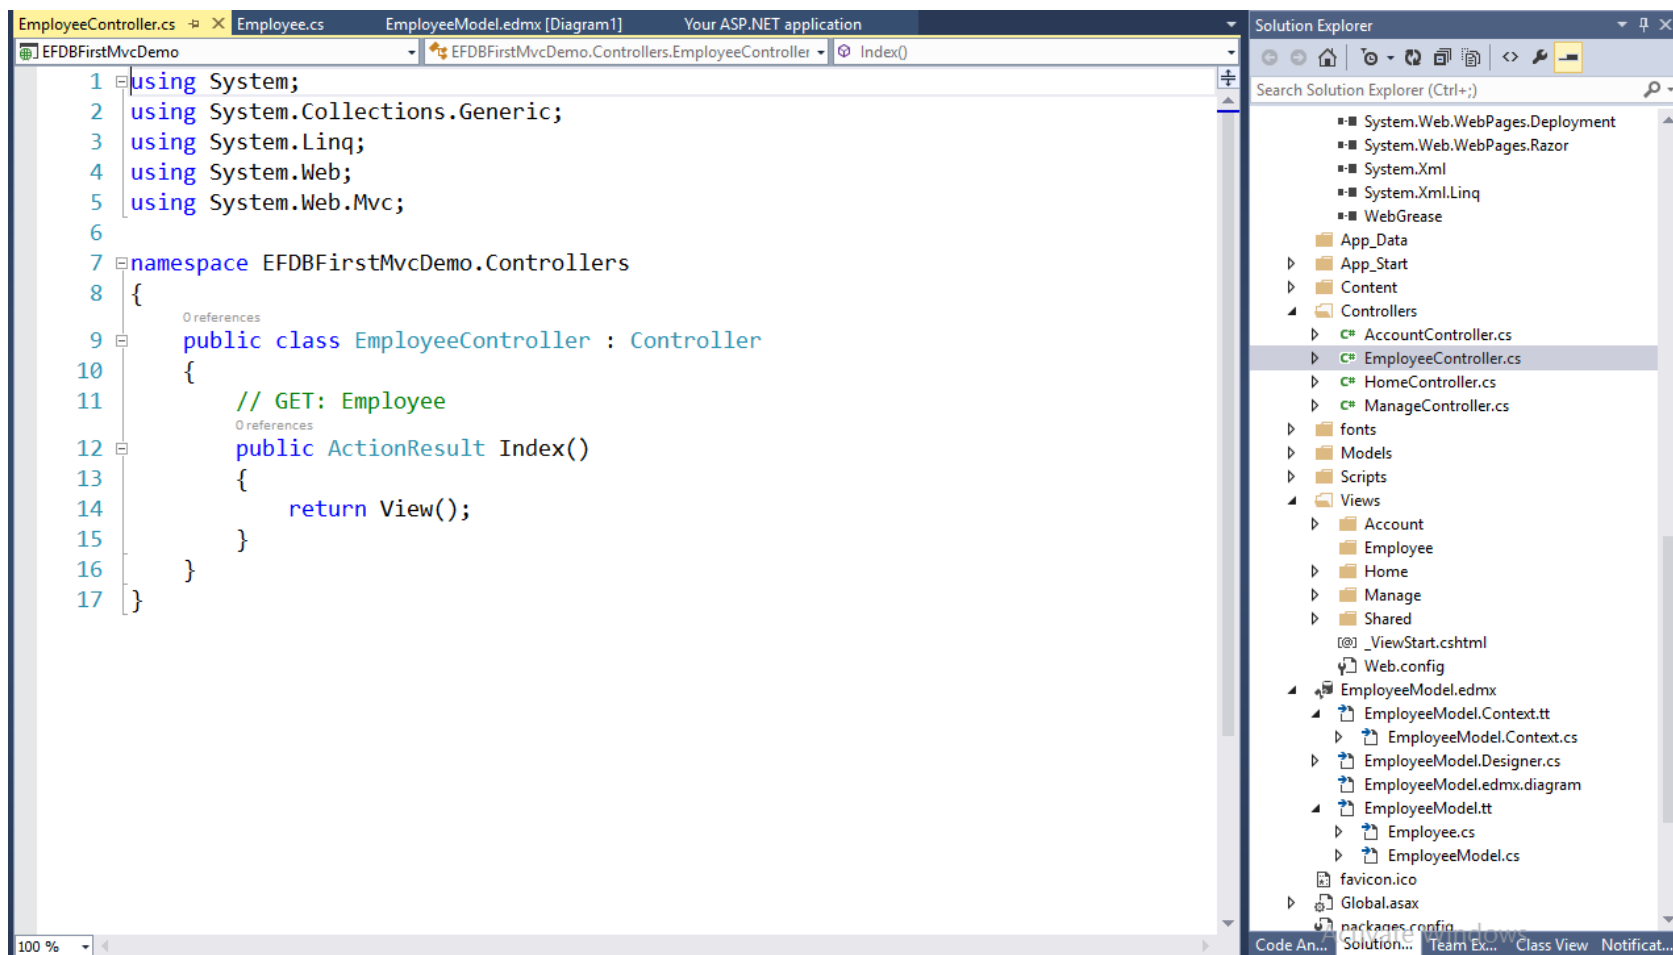 EmployeeController.cs Employee.cs EmployeeModel.edmx [Diagram1] Your ASP.NET application
EFDBFirstMvcDemo EFDBFirstMvcDemo.Controllers.EmployeeController Index()
1 using System;
2 using System.Collections.Generic;
3 using System.Linq;
4 using System.Web;
5 using System.Web.Mvc;
6
7 namespace EFDBFirstMvcDemo.Controllers
8 {
0 references
9 public class EmployeeController : Controller
10 {
11 // GET: Employee
0 references
12 public ActionResult Index()
13 {
14 return View();
15 }
16 }
17 }
100 %
Solution Explorer
Search Solution Explorer (Ctrl+;)
System.Web.WebPages.Deployment
System.Web.WebPages.Razor
System.Xml
System.Xml.Linq
WebGrease
App_Data
App_Start
Content
Controllers
C# AccountController.cs
C# EmployeeController.cs
C# HomeController.cs
C# ManageController.cs
fonts
Models
Scripts
Views
Account
Employee
Home
Manage
Shared
[@] _ViewStart.cshtml
Web.config
EmployeeModel.edmx
EmployeeModel.Context.tt
EmployeeModel.Context.cs
EmployeeModel.Designer.cs
EmployeeModel.edmx.diagram
EmployeeModel.tt
Employee.cs
EmployeeModel.cs
favicon.ico
Global.asax
packages.config
Activate Windows
Code An... Solution... Team Ex... Class View Notificat...